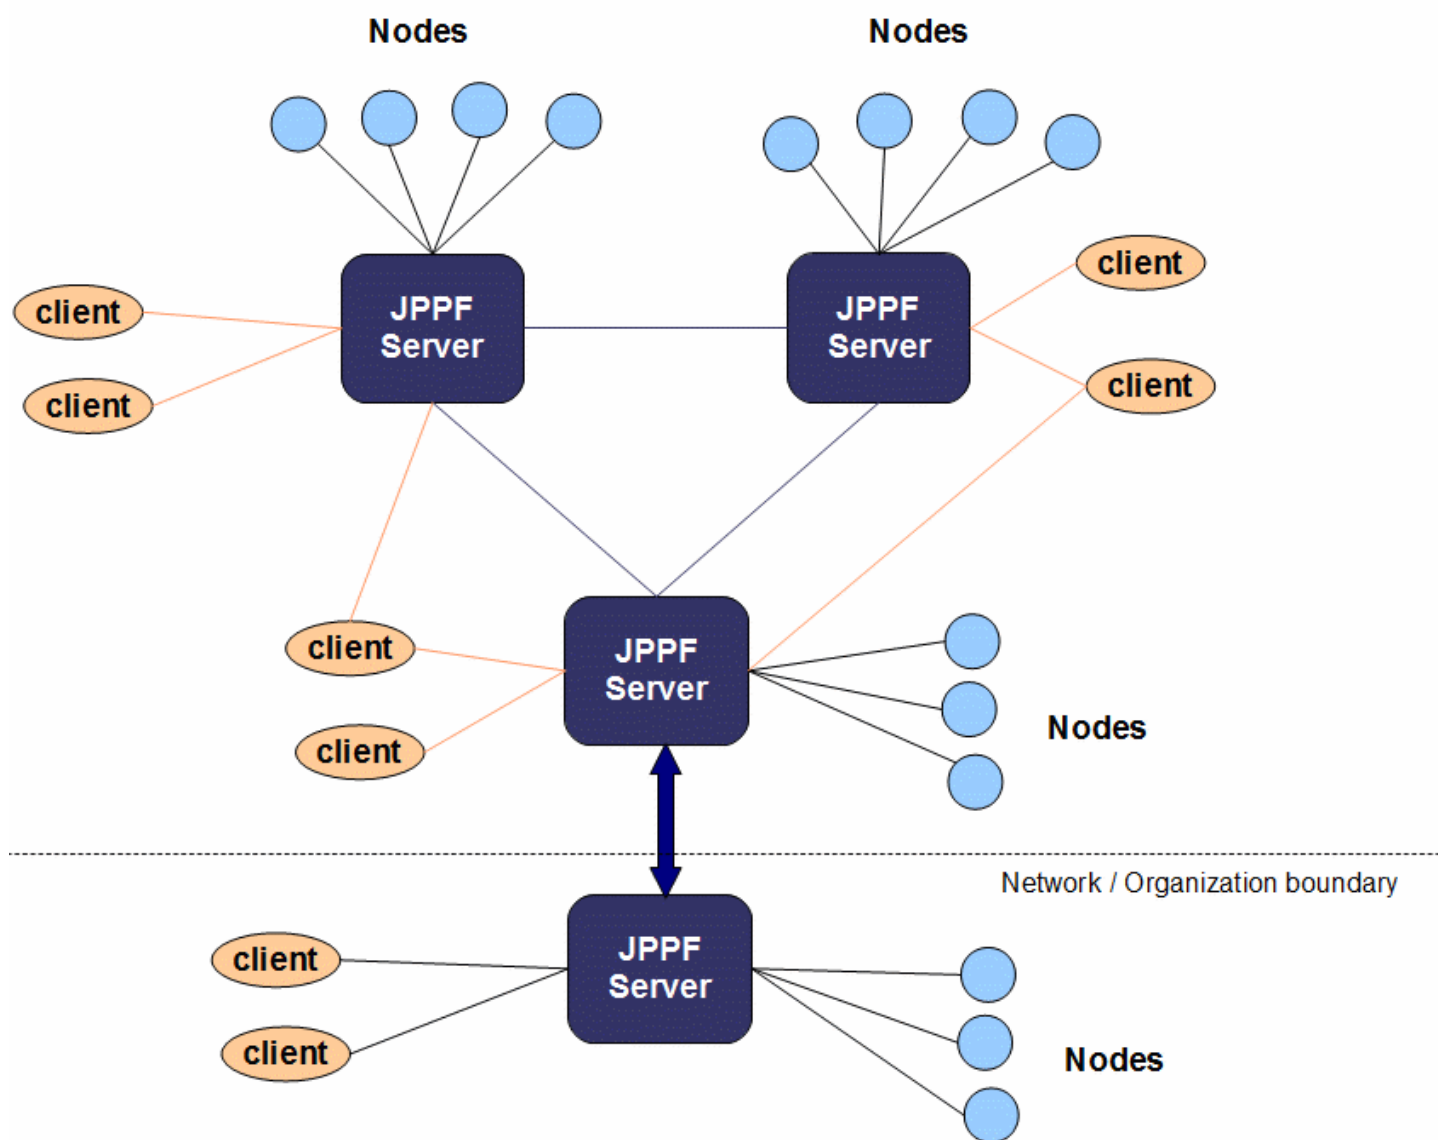 Nodes
Nodes
client
client
JPPF
Server
JPPF
Server
client
client
client
client
JPPF
Server
Nodes
Network / Organization boundary
client
client
JPPF
Server
Nodes